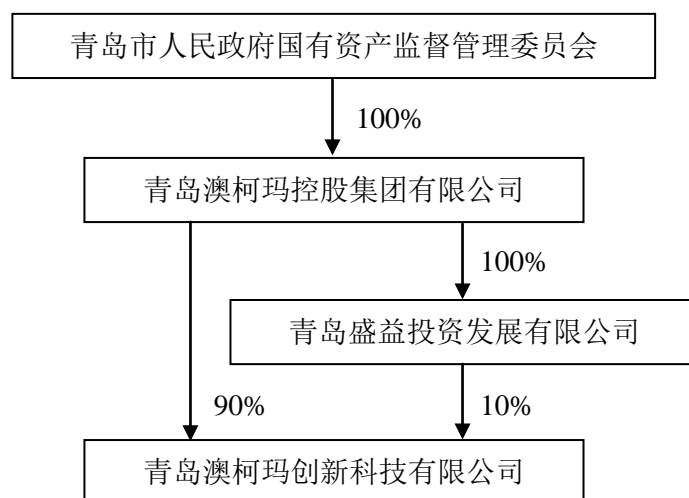 青岛市人民政府国有资产监督管理委员会
100%
青岛澳柯玛控股集团有限公司
100%
青岛盛益投资发展有限公司
90%
10%
青岛澳柯玛创新科技有限公司